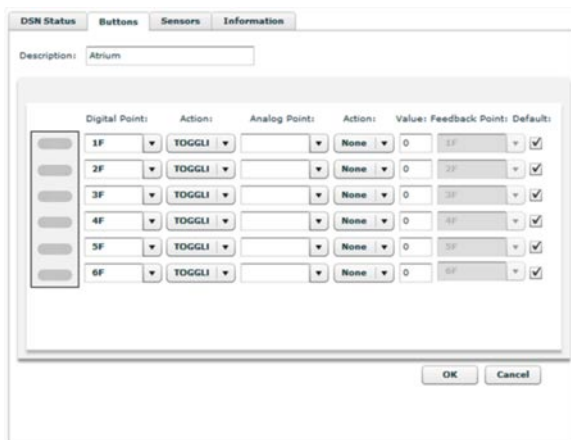 DSN Status Buttons Sensors Information
Description: Atrium
Digital Point: Action: Analog Point: Action: Value: Feedback Point: Default:
1F TOGGLI None 0 1F
2F TOGGLI None 0 2F
3F TOGGLI None 0 3F
4F TOGGLI None 0 4F
5F TOGGLI None 0 5F
6F TOGGLI None 0 6F
OK Cancel